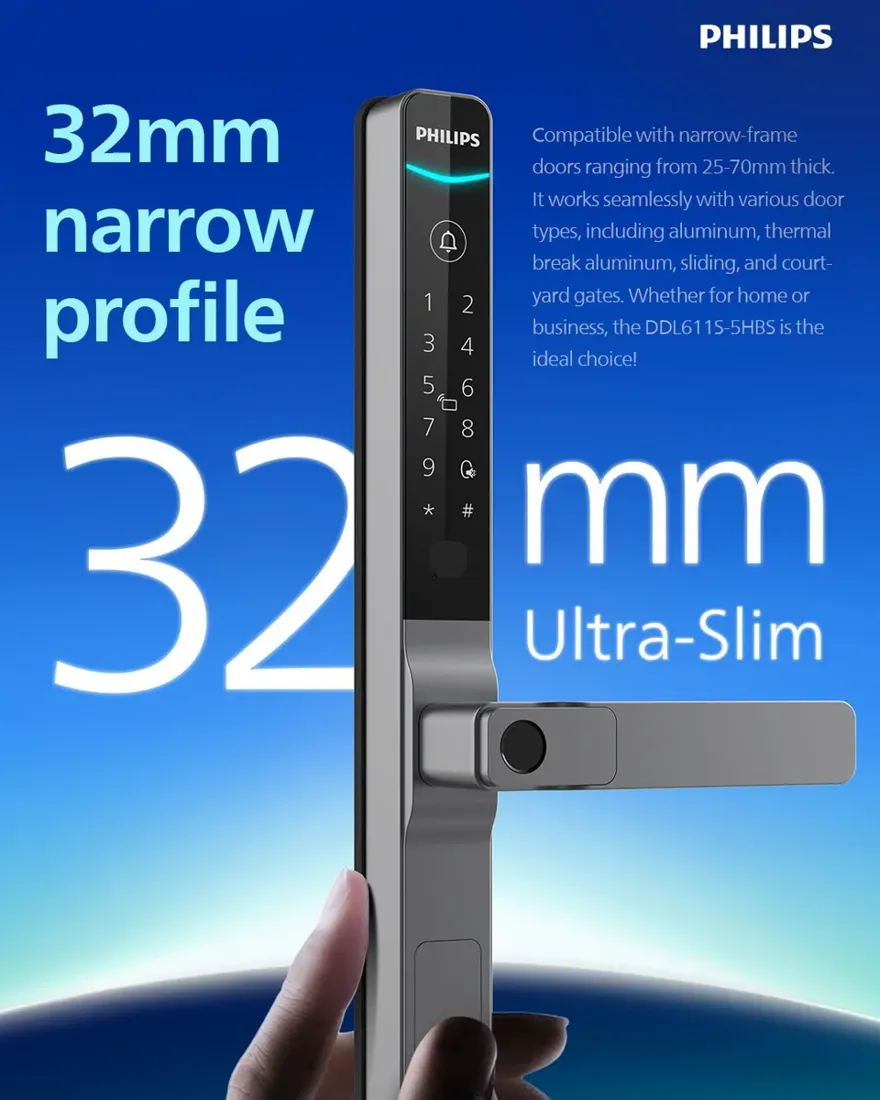 PHILIPS
32mm
narrow
profile
Compatible with narrow-frame
doors ranging from 25-70mm thick.
It works seamlessly with various door
types, including aluminum, thermal
break aluminum, sliding, and court-
yard gates. Whether for home or
business, the DDL611S-5HBS is the
ideal choice!
PHILIPS
1 2
3 4
5 6
7 8
9
* #
32 mm
Ultra-Slim